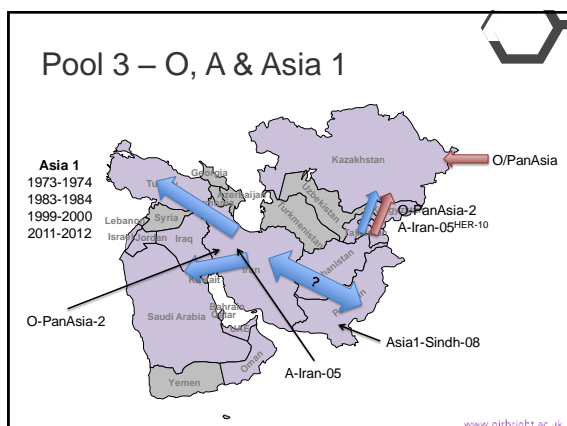 Pool 3 – O, A & Asia 1
Asia 1
1973-1974
1983-1984
1999-2000
2011-2012
Kazakhstan
O/PanAsia
Georgia
Azerbaijan
Uzbekistan
Turkmenistan
O-PanAsia-2
A-Iran-05HER-10
Lebanon
Syria
Israel
Jordan
Iraq
Iran
?
Kuwait
O-PanAsia-2
Saudi Arabia
Bahrain
Qatar
UAE
Oman
Asia1-Sindh-08
A-Iran-05
Yemen
www.pirbright.ac.uk